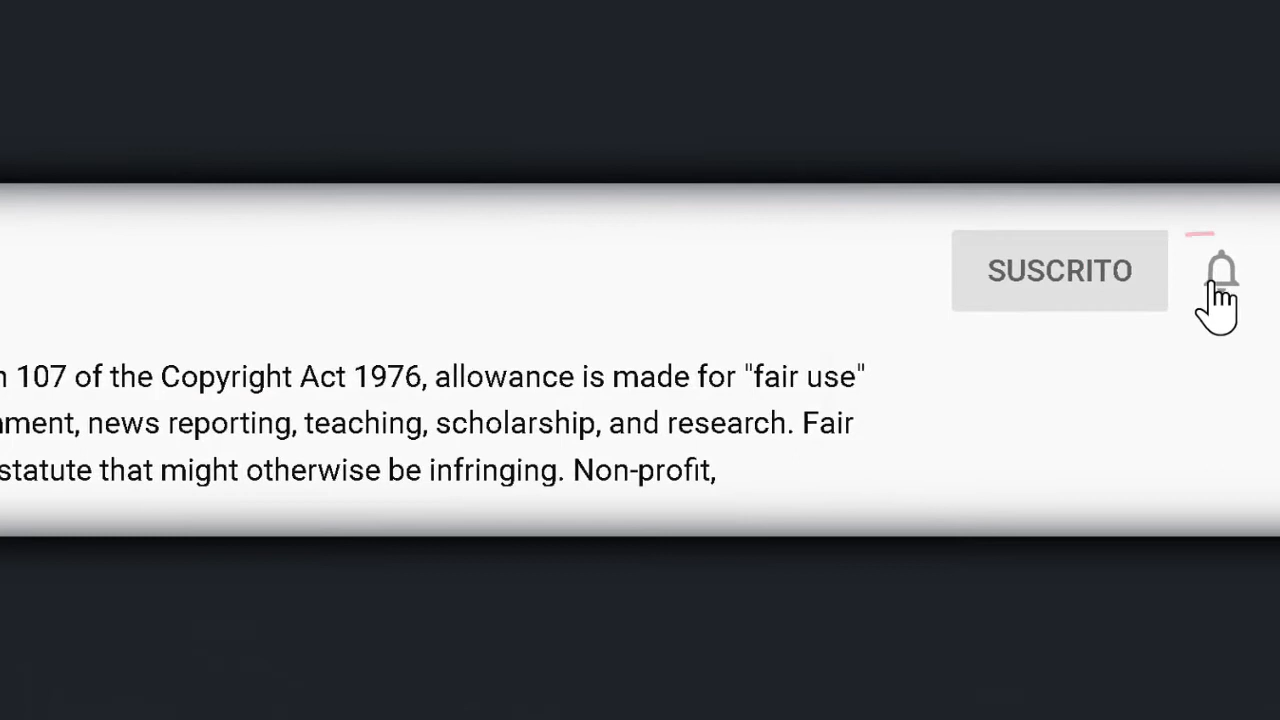 SUSCRITO
107 of the Copyright Act 1976, allowance is made for "fair use"
news reporting, teaching, scholarship, and research. Fair
statute that might otherwise be infringing. Non-profit,